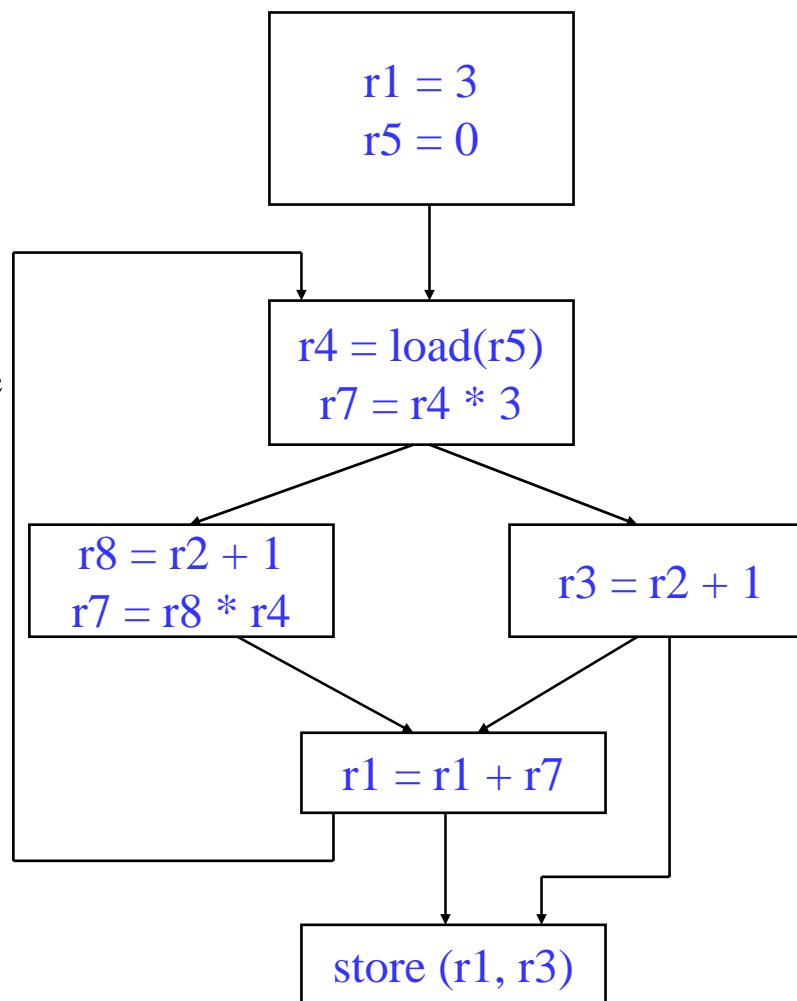 r1 = 3
r5 = 0
r4 = load(r5)
r7 = r4 * 3
r8 = r2 + 1
r7 = r8 * r4
r3 = r2 + 1
r1 = r1 + r7
store (r1, r3)